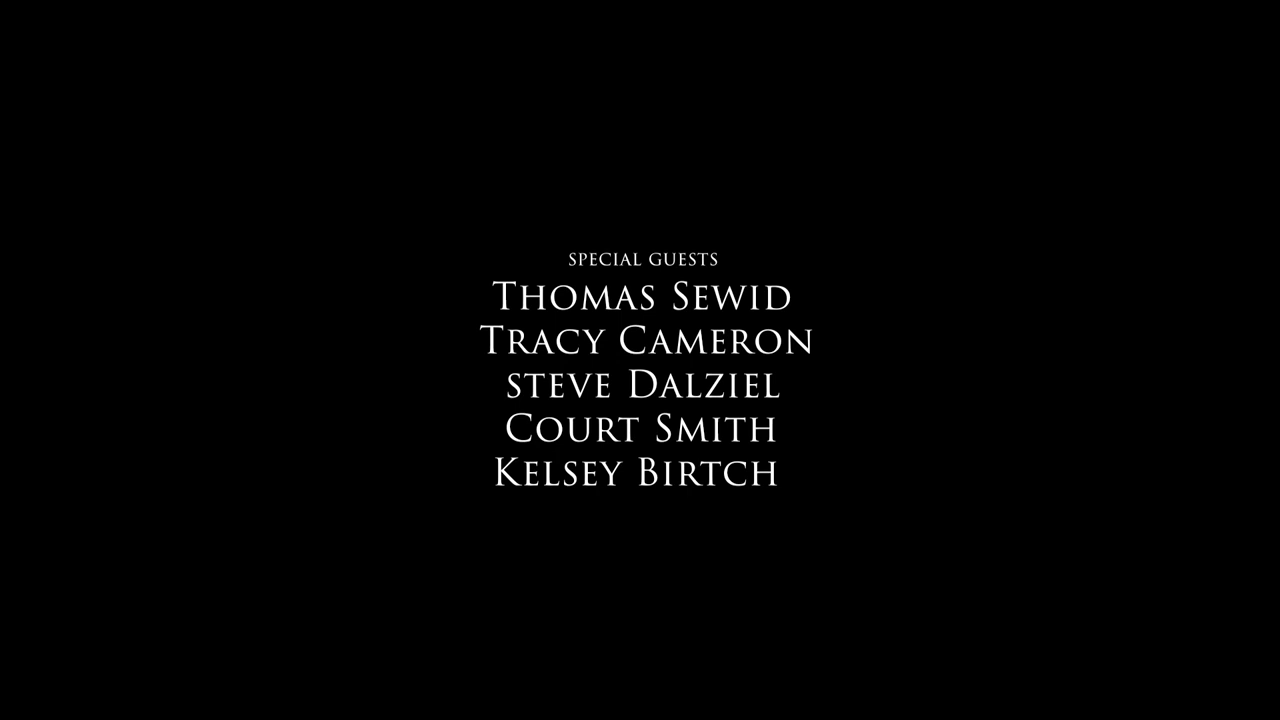 SPECIAL GUESTS
THOMAS SEWID
TRACY CAMERON
STEVE DALZIEL
COURT SMITH
KELSEY BIRTCH